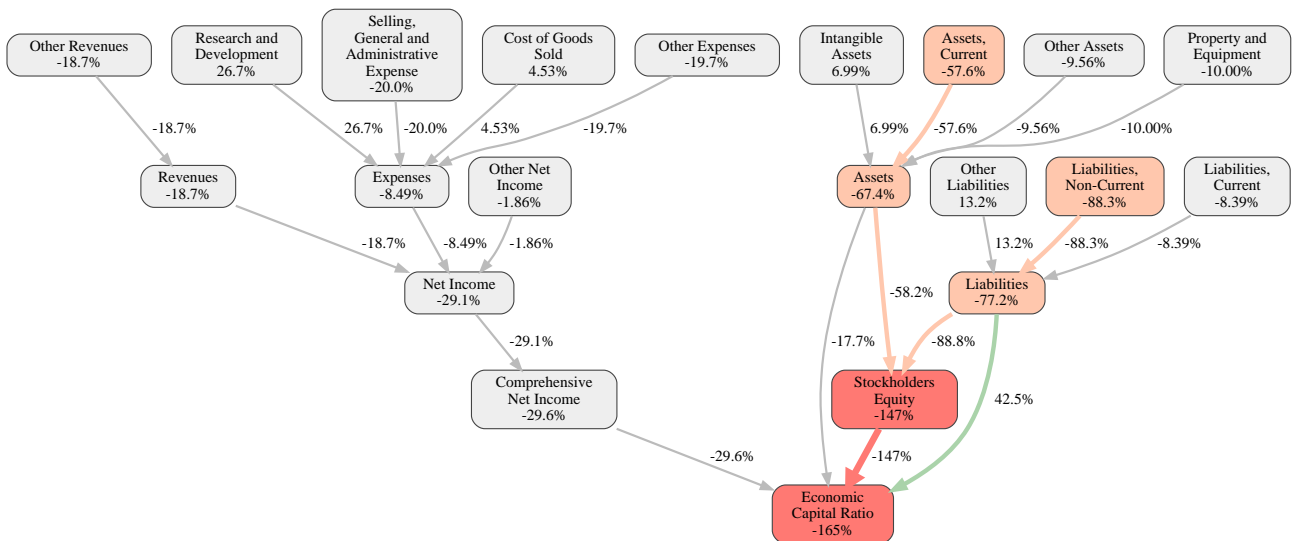 Other Revenues
-18.7%
Research and
Development
26.7%
Selling,
General and
Administrative
Expense
-20.0%
Cost of Goods
Sold
4.53%
Other Expenses
-19.7%
Intangible
Assets
6.99%
Assets,
Current
-57.6%
Other Assets
-9.56%
Property and
Equipment
-10.00%
-18.7%
26.7%
-20.0%
4.53%
-19.7%
6.99%
-57.6%
-9.56%
-10.00%
Revenues
-18.7%
Expenses
-8.49%
Other Net
Income
-1.86%
Assets
-67.4%
Other
Liabilities
13.2%
Liabilities,
Non-Current
-88.3%
Liabilities,
Current
-8.39%
-18.7%
-8.49%
-1.86%
13.2%
-88.3%
-8.39%
Net Income
-29.1%
-58.2%
Liabilities
-77.2%
-29.1%
-17.7%
-88.8%
Comprehensive
Net Income
-29.6%
Stockholders
Equity
-147%
42.5%
-29.6%
-147%
Economic
Capital Ratio
-165%